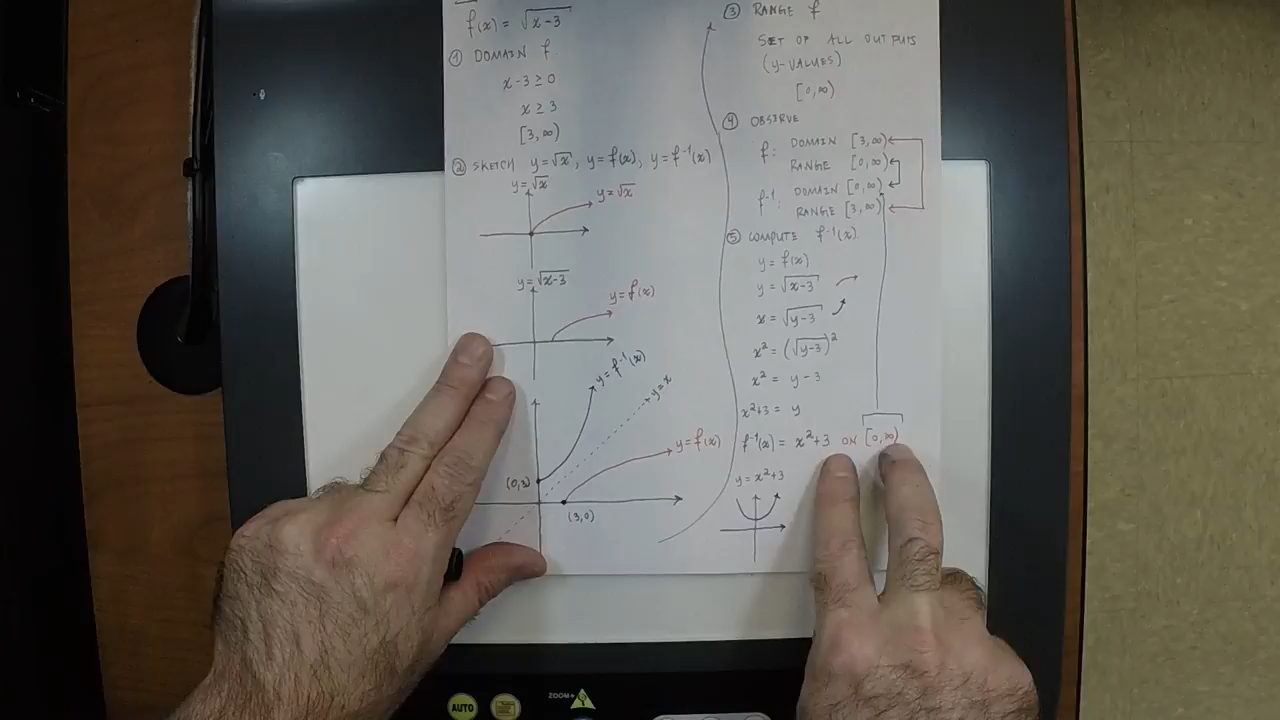 f(x) = √(x-3)
① DOMAIN f
x-3 ≥ 0
x ≥ 3
[3,∞)
② SKETCH y=√x, y=f(x), y=f⁻¹(x)
y=√x
y=√x
y=√(x-3)
y=f(x)
y=f⁻¹(x)
y=x
y=f(x)
(0,3)
(3,0)
③ RANGE f
SET OF ALL OUTPUTS
(y-VALUES)
[0,∞)
④ OBSERVE
f: DOMAIN [3,∞)
RANGE [0,∞)
f⁻¹: DOMAIN [0,∞)
RANGE [3,∞)
⑤ COMPUTE f⁻¹(x).
y = f(x)
y = √(x-3)
x = √(y-3)
x² = (√(y-3))²
x² = y-3
x²+3 = y
f⁻¹(x) = x²+3 ON [0,∞)
y=x²+3
AUTO
ZOOM